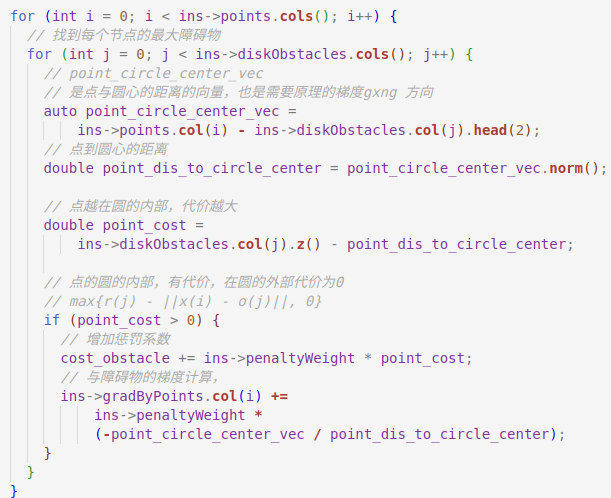 for (int i = 0; i < ins->points.cols(); i++) {
// 找到每个节点的最大障碍物
for (int j = 0; j < ins->diskObstacles.cols(); j++) {
// point_circle_center_vec
// 是点与圆心的距离的向量，也是需要原理的梯度gxng 方向
auto point_circle_center_vec =
ins->points.col(i) - ins->diskObstacles.col(j).head(2);
// 点到圆心的距离
double point_dis_to_circle_center = point_circle_center_vec.norm();
// 点越在圆的内部，代价越大
double point_cost =
ins->diskObstacles.col(j).z() - point_dis_to_circle_center;
// 点的圆的内部，有代价，在圆的外部代价为0
// max{r(j) - ||x(i) - o(j)||, 0}
if (point_cost > 0) {
// 增加惩罚系数
cost_obstacle += ins->penaltyWeight * point_cost;
// 与障碍物的梯度计算，
ins->gradByPoints.col(i) +=
ins->penaltyWeight *
(-point_circle_center_vec / point_dis_to_circle_center);
}
}
}